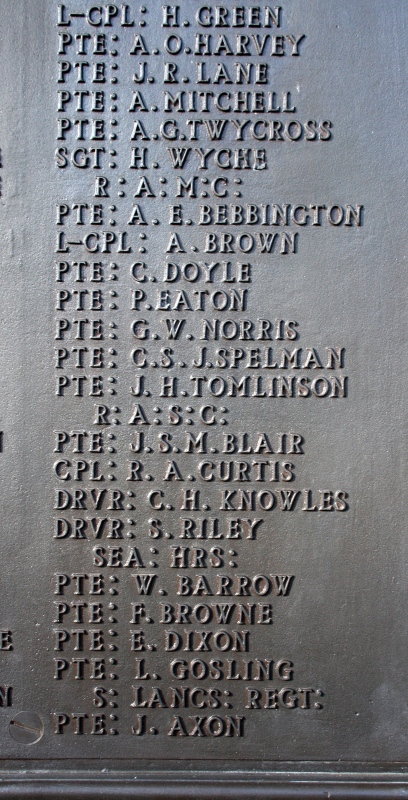 L-CPL: H. GREEN
PTE: A. O. HARVEY
PTE: J. R. LANE
PTE: A. MITCHELL
PTE: A.G. TWYCROSS
SGT: H. WYCHE
R: A: M: C:
PTE: A. E. BEBBINGTON
L-CPL: A. BROWN
PTE: C. DOYLE
PTE: P. EATON
PTE: G. W. NORRIS
PTE: C. S. J. SPELMAN
PTE: J. H. TOMLINSON
R: A: S: C:
PTE: J. S. M. BLAIR
CPL: R. A. CURTIS
DRVR: C. H. KNOWLES
DRVR: S. RILEY
SEA: HRS:
PTE: W. BARROW
PTE: F. BROWNE
PTE: E. DIXON
PTE: L. GOSLING
S: LANCS: REGT:
PTE: J. AXON